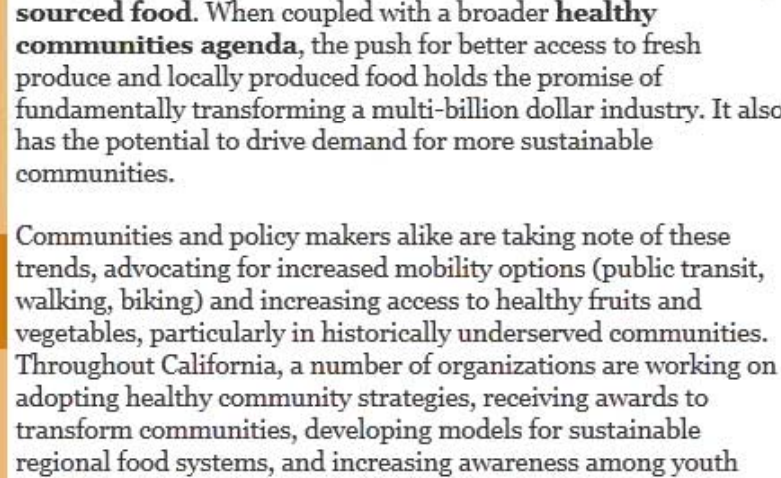 sourced food. When coupled with a broader healthy
communities agenda, the push for better access to fresh
produce and locally produced food holds the promise of
fundamentally transforming a multi-billion dollar industry. It also
has the potential to drive demand for more sustainable
communities.
Communities and policy makers alike are taking note of these
trends, advocating for increased mobility options (public transit,
walking, biking) and increasing access to healthy fruits and
vegetables, particularly in historically underserved communities.
Throughout California, a number of organizations are working on
adopting healthy community strategies, receiving awards to
transform communities, developing models for sustainable
regional food systems, and increasing awareness among youth